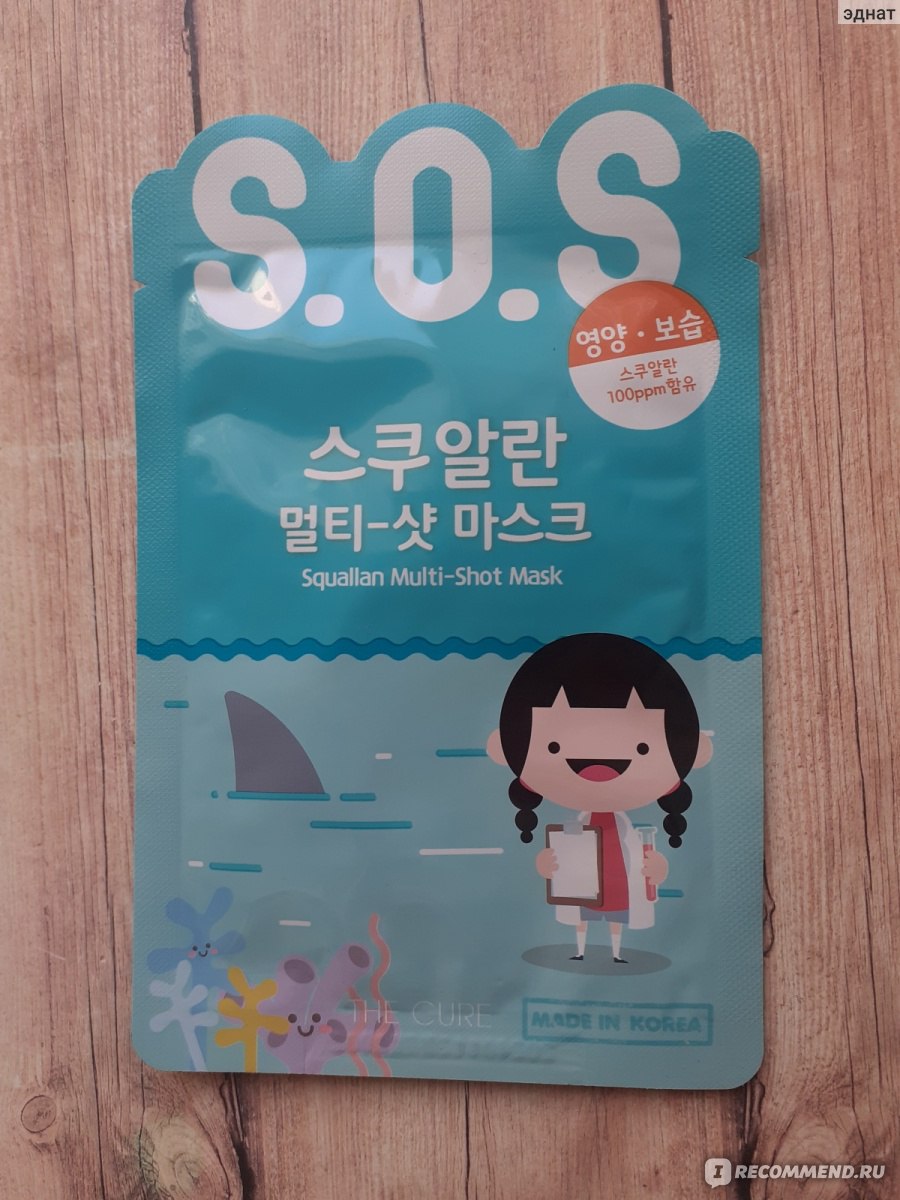 эднат
S.O.S
영양·보습
스쿠알란
100ppm함유
스쿠알란
멀티-샷 마스크
Squallan Multi-Shot Mask
THE CURE
MADE IN KOREA
IRECOMMEND.RU